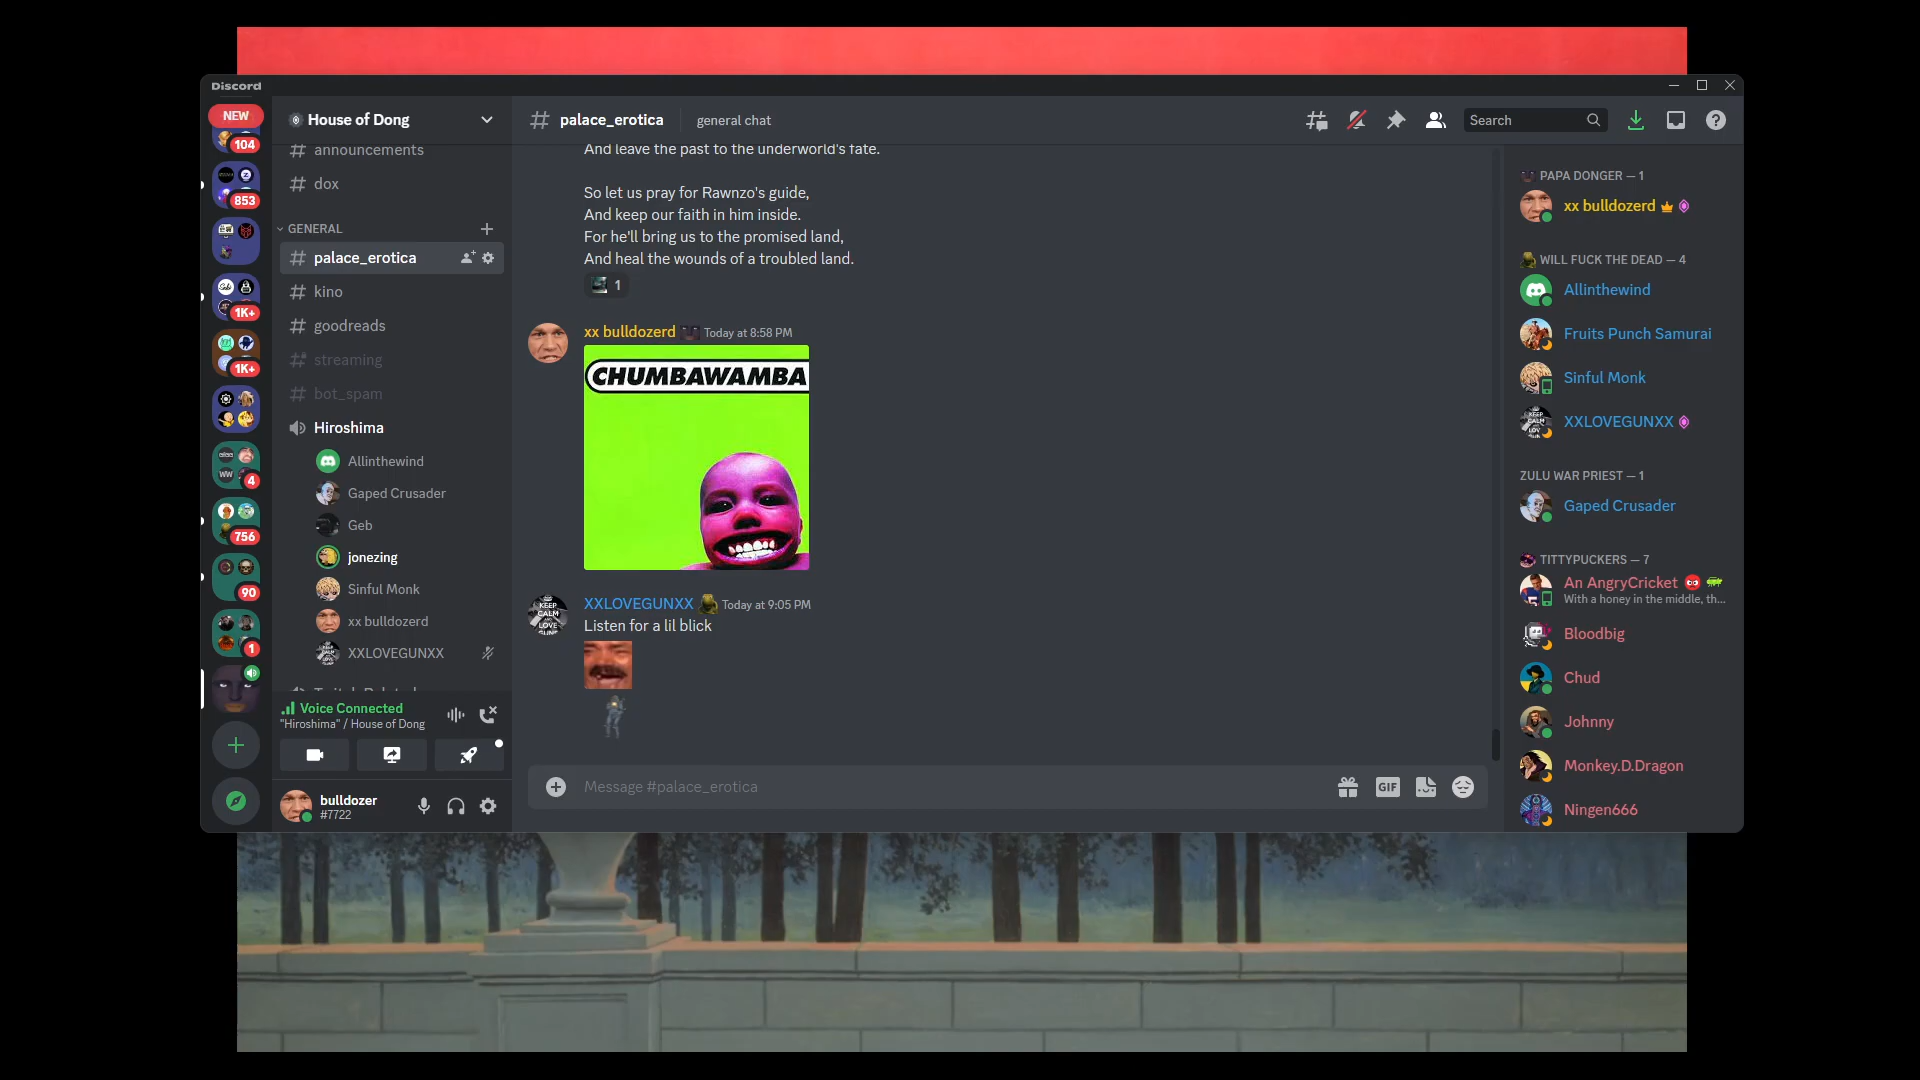 Discord
NEW
104
853
1K+
1K+
4
756
90
1
House of Dong
announcements
dox
GENERAL
palace_erotica
kino
goodreads
streaming
bot_spam
Hiroshima
Allinthewind
Gaped Crusader
Geb
jonezing
Sinful Monk
xx bulldozerd
XXLOVEGUNXX
Voice Connected
"Hiroshima" / House of Dong
bulldozer
#7722
palace_erotica general chat
Search
And leave the past to the underworld's fate.
So let us pray for Rawnzo's guide,
And keep our faith in him inside.
For he'll bring us to the promised land,
And heal the wounds of a troubled land.
1
xx bulldozerd Today at 8:58 PM
CHUMBAWAMBA
KEEP
CALM
AND
LOVE
XXLOVEGUNXX Today at 9:05 PM
Listen for a lil blick
Message #palace_erotica
GIF
PAPA DONGER — 1
xx bulldozerd
WILL FUCK THE DEAD — 4
Allinthewind
Fruits Punch Samurai
Sinful Monk
XXLOVEGUNXX
ZULU WAR PRIEST — 1
Gaped Crusader
TITTYPUCKERS — 7
An AngryCricket
With a honey in the middle, th...
Bloodbig
Chud
Johnny
Monkey.D.Dragon
Ningen666